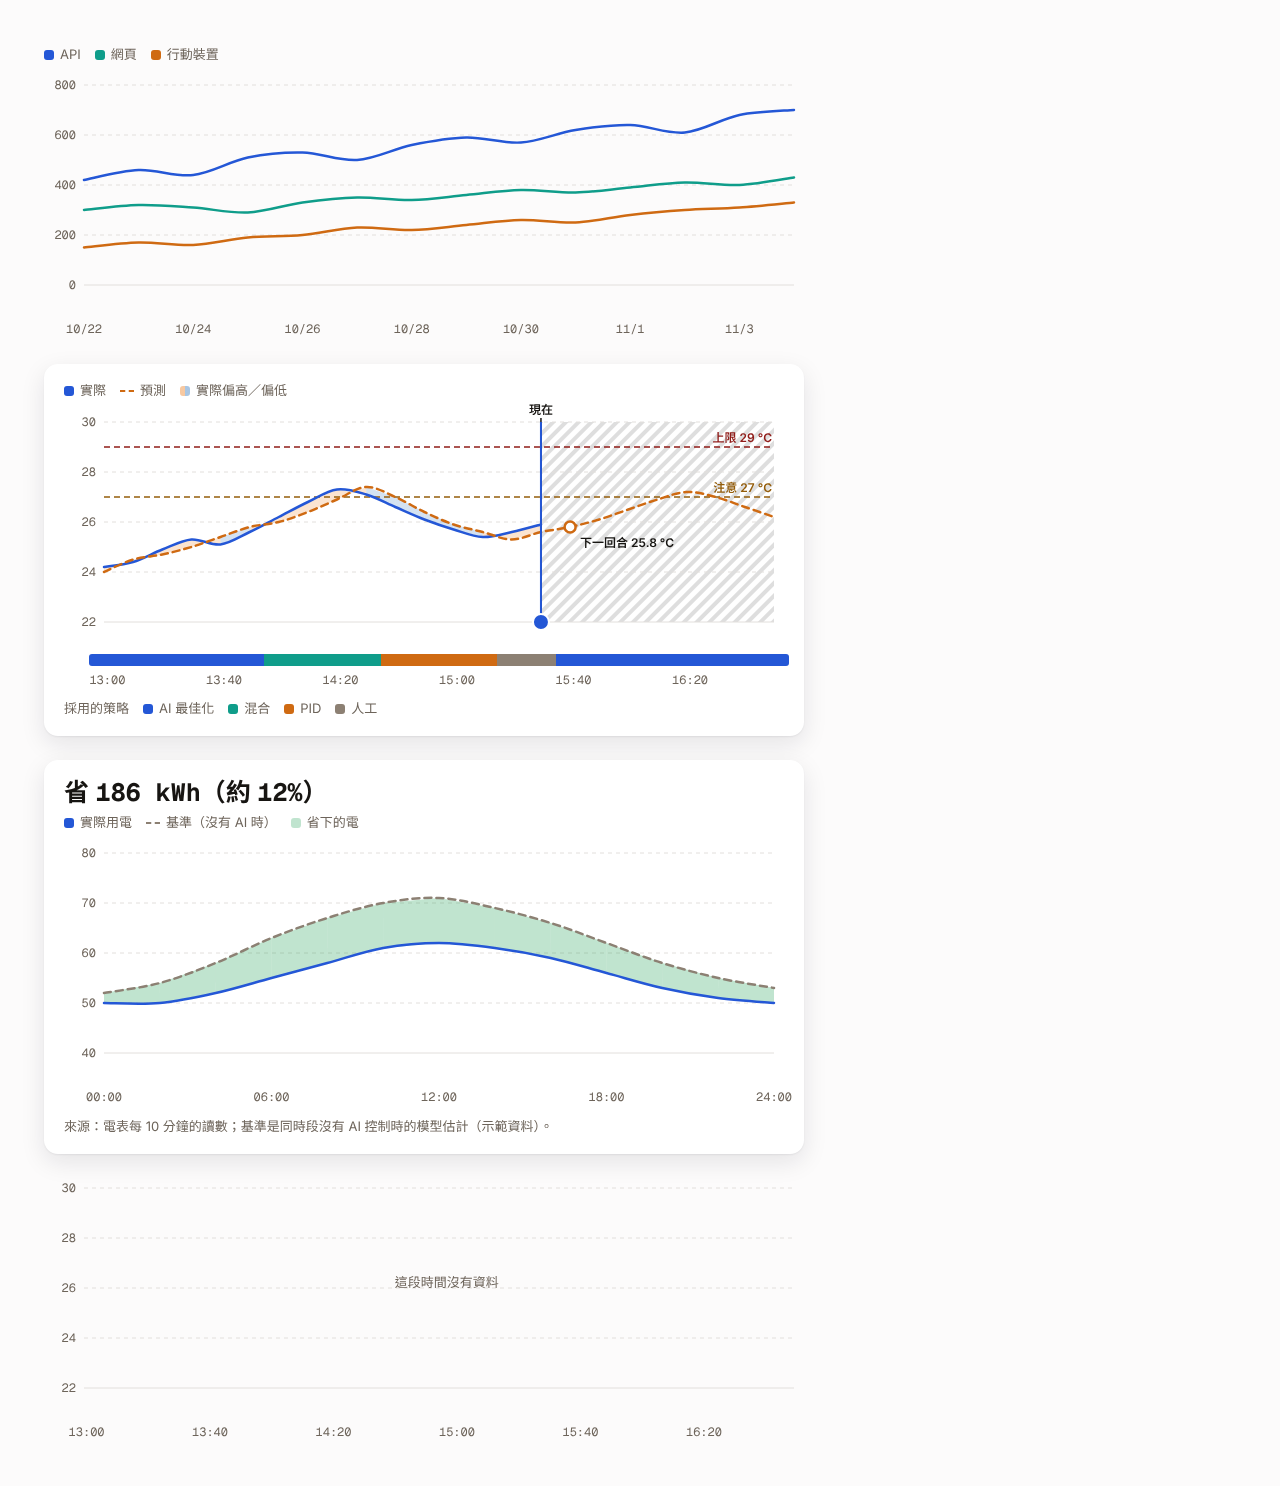 API 網頁 行動裝置
800
600
400
200
0
10/22 10/24 10/26 10/28 10/30 11/1 11/3
實際 預測 實際偏高／偏低
現在
30
上限 29 °C
28
注意 27 °C
26
下一回合 25.8 °C
24
22
13:00 13:40 14:20 15:00 15:40 16:20
採用的策略 AI 最佳化 混合 PID 人工
省 186 kWh（約 12%）
實際用電 基準（沒有 AI 時） 省下的電
80
70
60
50
40
00:00 06:00 12:00 18:00 24:00
來源：電表每 10 分鐘的讀數；基準是同時段沒有 AI 控制時的模型估計（示範資料）。
30
28
這段時間沒有資料
26
24
22
13:00 13:40 14:20 15:00 15:40 16:20